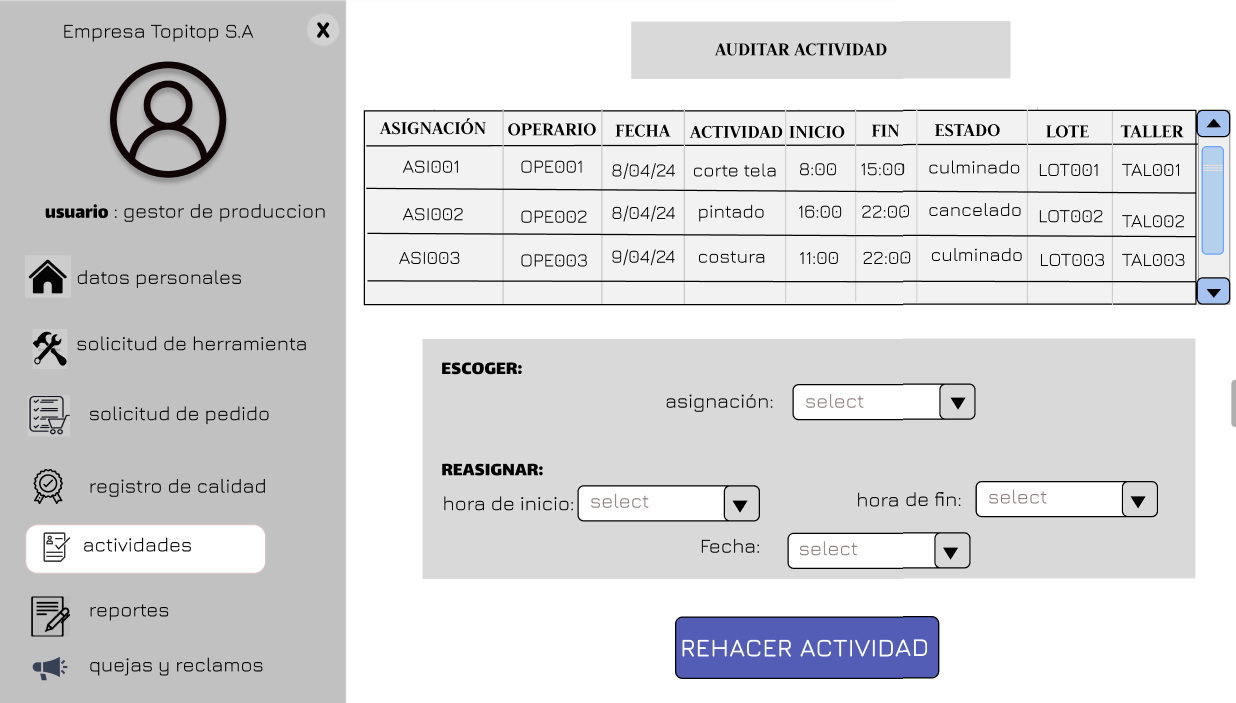 Empresa Topitop S.A
X
usuario : gestor de produccion
datos personales
solicitud de herramienta
solicitud de pedido
registro de calidad
actividades
reportes
quejas y reclamos
AUDITAR ACTIVIDAD
ASIGNACIÓN OPERARIO FECHA ACTIVIDAD INICIO FIN ESTADO LOTE TALLER
ASI001 OPE001 8/04/24 corte tela 8:00 15:00 culminado LOT001 TAL001
ASI002 OPE002 8/04/24 pintado 16:00 22:00 cancelado LOT002 TAL002
ASI003 OPE003 9/04/24 costura 11:00 22:00 culminado LOT003 TAL003
ESCOGER:
asignación: select
REASIGNAR:
hora de inicio: select hora de fin: select
Fecha: select
REHACER ACTIVIDAD